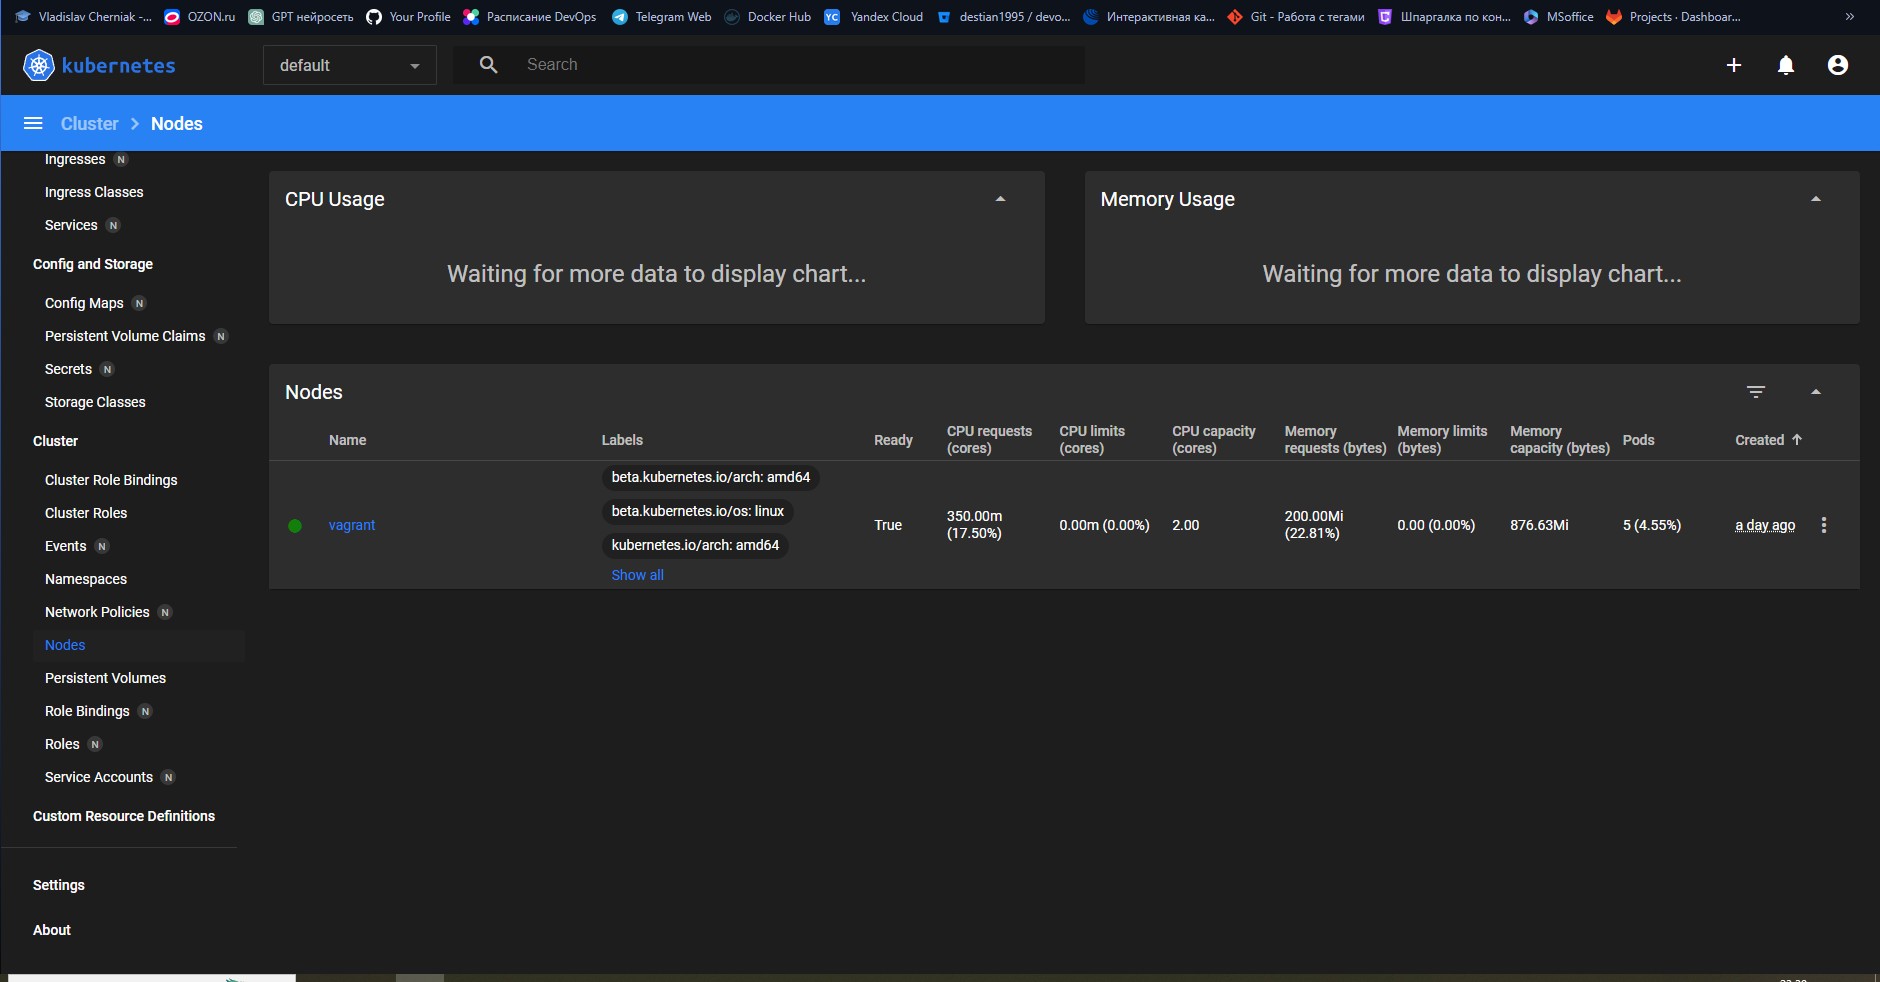 Vladislav Cherniak -... OZON.ru GPT нейросеть Your Profile Расписание DevOps Telegram Web Docker Hub YC Yandex Cloud destian1995 / devo... Интерактивная ка... Git - Работа с тегами Шпаргалка по кон... MSoffice Projects · Dashboar... »
kubernetes default Search
Cluster > Nodes
Ingresses N
Ingress Classes
Services N
Config and Storage
Config Maps N
Persistent Volume Claims N
Secrets N
Storage Classes
Cluster
Cluster Role Bindings
Cluster Roles
Events N
Namespaces
Network Policies N
Nodes
Persistent Volumes
Role Bindings N
Roles N
Service Accounts N
Custom Resource Definitions
Settings
About
CPU Usage
Waiting for more data to display chart...
Memory Usage
Waiting for more data to display chart...
Nodes
Name Labels Ready CPU requests (cores) CPU limits (cores) CPU capacity (cores) Memory requests (bytes) Memory limits (bytes) Memory capacity (bytes) Pods Created ↑
vagrant
beta.kubernetes.io/arch: amd64
beta.kubernetes.io/os: linux
kubernetes.io/arch: amd64
Show all
True 350.00m (17.50%) 0.00m (0.00%) 2.00 200.00Mi (22.81%) 0.00 (0.00%) 876.63Mi 5 (4.55%) a day ago